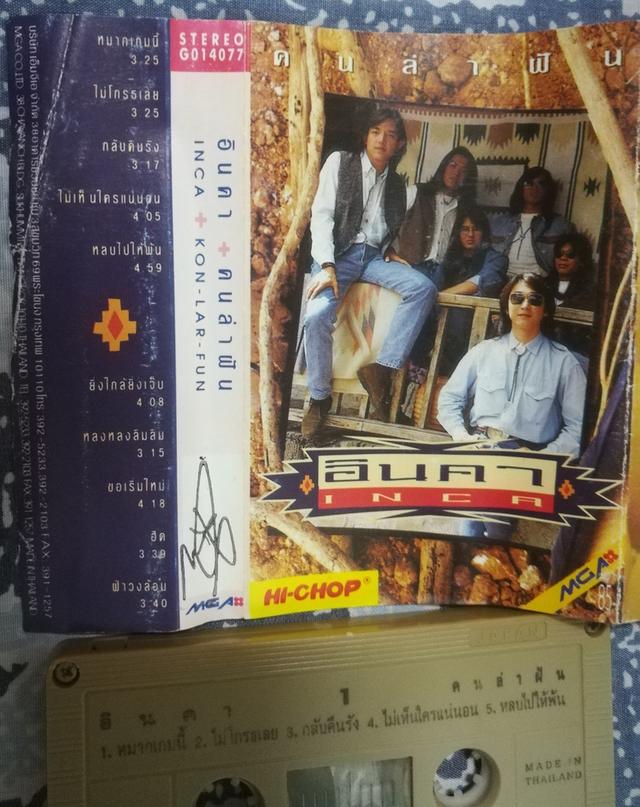 หมากเกมนี้
3.25
ไม่โกรธเลย
3.25
กลับคืนรัง
3.17
ไม่เห็นใครแน่นอน
4.05
หลบไปให้พ้น
4.59
ยิ่งใกล้ยิ่งเจ็บ
4.08
หลงหลงลิมลิม
3.15
ขอเริ่มใหม่
4.18
ฮึด
3.39
ฝ่าวงล้อม
3.40
STEREO
G014077
อินคา + คนล่าฝัน
INCA + KON-LAR-FUN
MGA
คนล่าฝัน
อินคา
INCA
HI-CHOP®
MGA
85.-
JAPAN
อินคา 1 คนล่าฝัน
1. หมากเกมนี้ 2. ไม่โกรธเลย 3. กลับคืนรัง 4. ไม่เห็นใครแน่นอน 5. หลบไปให้พ้น
MADE IN
THAILAND